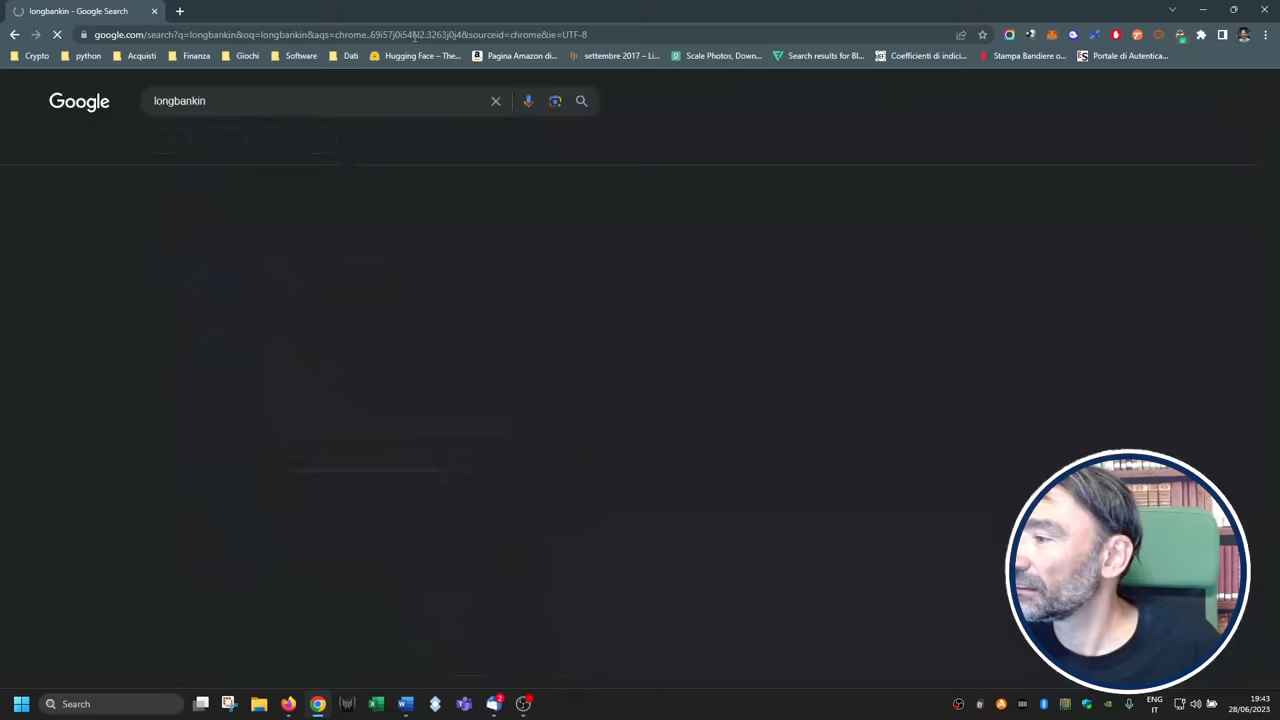 longbankin - Google Search
google.com/search?q=longbankin&oq=longbankin&aqs=chrome..69i57j0i54l2.3263j0j4&sourceid=chrome&ie=UTF-8
Crypto python Acquisti Finanza Giochi Software Dati Hugging Face – The... Pagina Amazon di... settembre 2017 – Li... Scale Photos, Down... Search results for Bl... Coefficienti di indici... Stampa Bandiere o... Portale di Autentica...
Google longbankin
Search 2 ENG 19:43
IT 28/06/2023